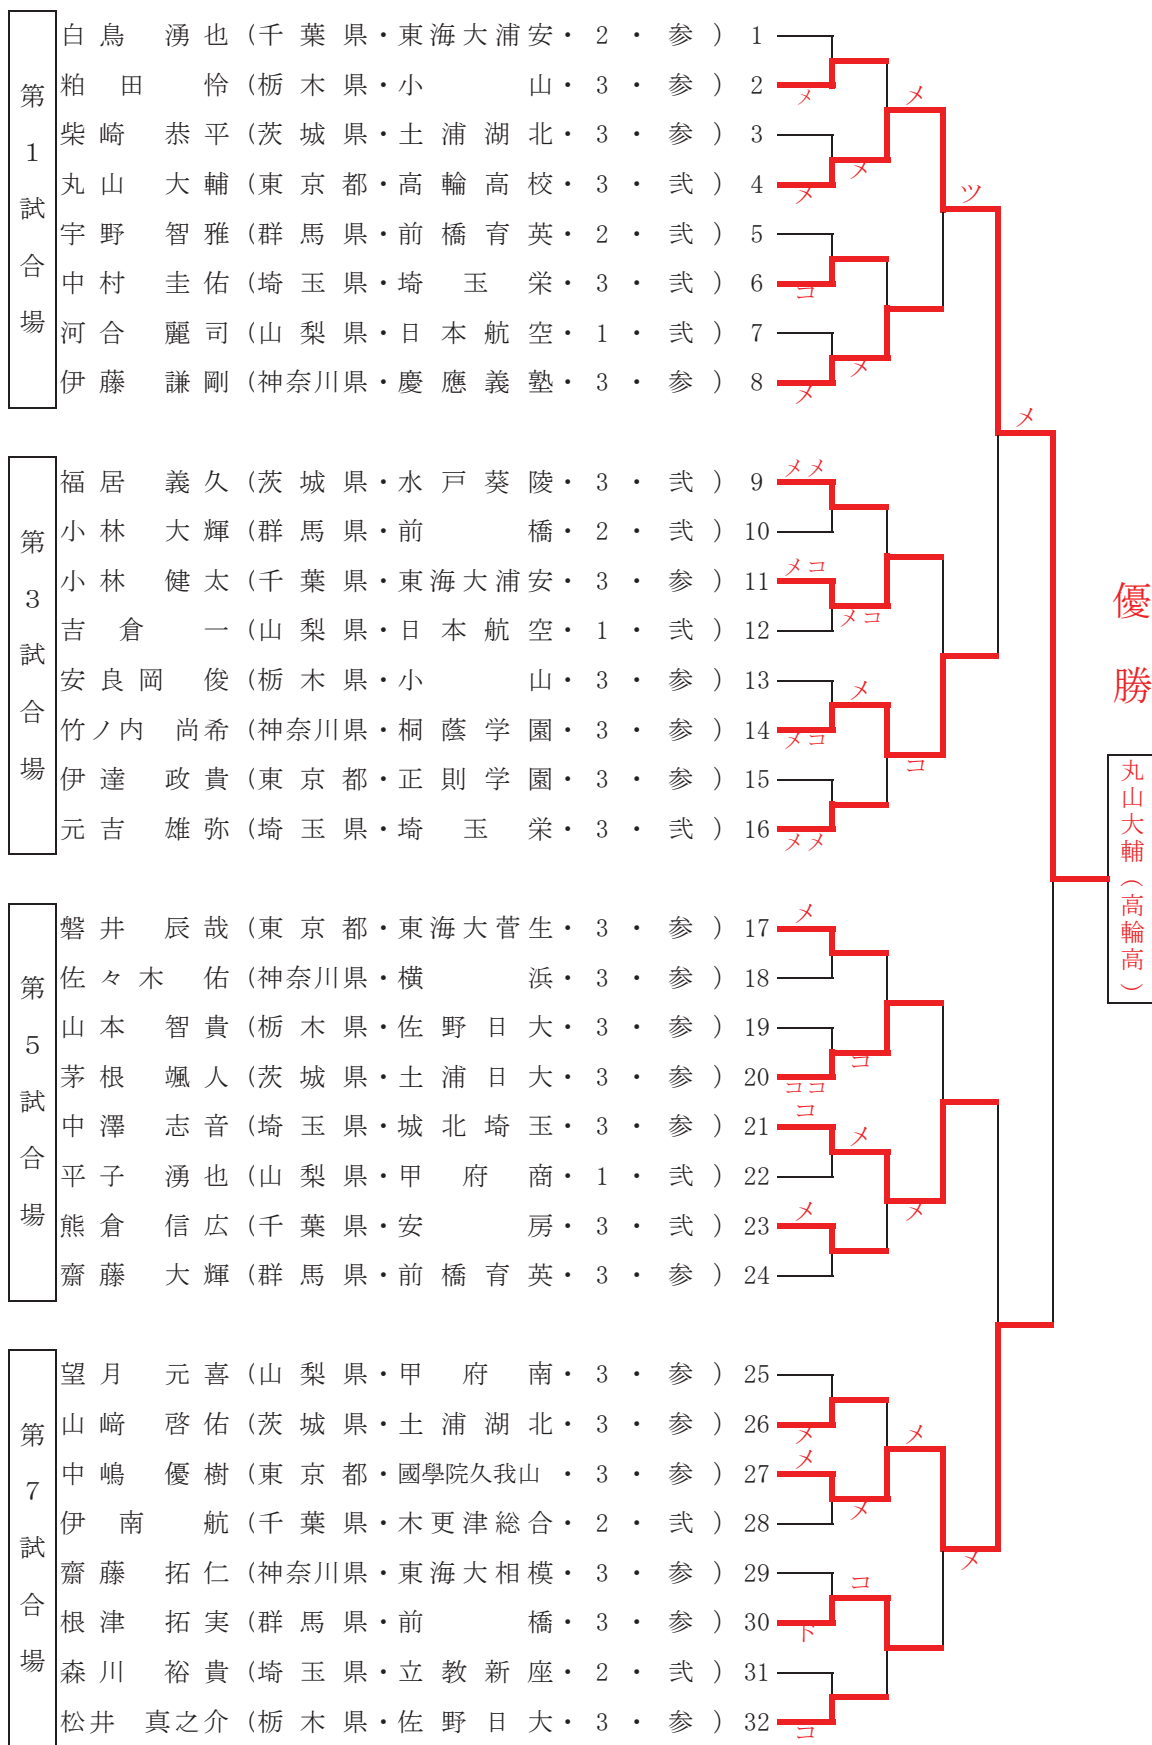 第1試合場
白鳥 湧也(千葉県・東海大浦安・2・参) 1
粕田 怜(栃木県・小山・3・参) 2
メ
メ
柴崎 恭平(茨城県・土浦湖北・3・参) 3
丸山 大輔(東京都・高輪高校・3・弐) 4
メ
メ
ツ
宇野 智雅(群馬県・前橋育英・2・弐) 5
中村 圭佑(埼玉県・埼玉栄・3・弐) 6
コ
河合 麗司(山梨県・日本航空・1・弐) 7
伊藤 謙剛(神奈川県・慶應義塾・3・参) 8
メ
メ
メ
第3試合場
福居 義久(茨城県・水戸葵陵・3・弐) 9
メメ
小林 大輝(群馬県・前橋・2・弐) 10
小林 健太(千葉県・東海大浦安・3・参) 11
メコ
メコ
吉倉 一(山梨県・日本航空・1・弐) 12
安良岡 俊(栃木県・小山・3・参) 13
メ
竹ノ内 尚希(神奈川県・桐蔭学園・3・参) 14
メコ
コ
伊達 政貴(東京都・正則学園・3・参) 15
元吉 雄弥(埼玉県・埼玉栄・3・弐) 16
メメ
優勝
丸山大輔(高輪高)
第5試合場
磐井 辰哉(東京都・東海大菅生・3・参) 17
メ
佐々木 佑(神奈川県・横浜・3・参) 18
山本 智貴(栃木県・佐野日大・3・参) 19
茅根 颯人(茨城県・土浦日大・3・参) 20
コ
ココ
中澤 志音(埼玉県・城北埼玉・3・参) 21
コ
メ
平子 湧也(山梨県・甲府商・1・弐) 22
熊倉 信広(千葉県・安房・3・弐) 23
メ
メ
齋藤 大輝(群馬県・前橋育英・3・参) 24
第7試合場
望月 元喜(山梨県・甲府南・3・参) 25
山﨑 啓佑(茨城県・土浦湖北・3・参) 26
メ
メ
中嶋 優樹(東京都・國學院久我山・3・参) 27
メ
メ
伊南 航(千葉県・木更津総合・2・弐) 28
メ
齋藤 拓仁(神奈川県・東海大相模・3・参) 29
コ
根津 拓実(群馬県・前橋・3・参) 30
ド
森川 裕貴(埼玉県・立教新座・2・弐) 31
松井 真之介(栃木県・佐野日大・3・参) 32
コ